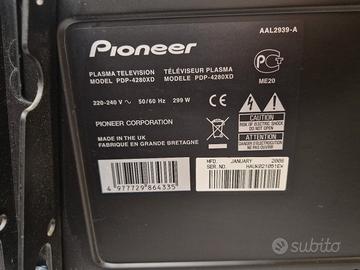 AAL2939-A
Pioneer
PLASMA TELEVISION
MODEL PDP-4280XD
TÉLÉVISEUR PLASMA
MODELE PDP-4280XD
ME20
220-240 V ~ 50/60 Hz 299 W
PIONEER CORPORATION
MADE IN THE UK
FABRIQUE EN GRANDE BRETAGNE
CAUTION
RISK OF ELECTRIC SHOCK
DO NOT OPEN
ATTENTION
4 977729 864335
MFD. JANUARY 2008
SER.NO.
subito